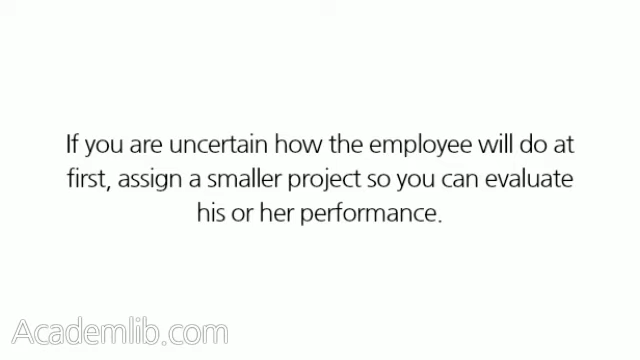 If you are uncertain how the employee will do at
first, assign a smaller project so you can evaluate
his or her performance.
Academlib.com